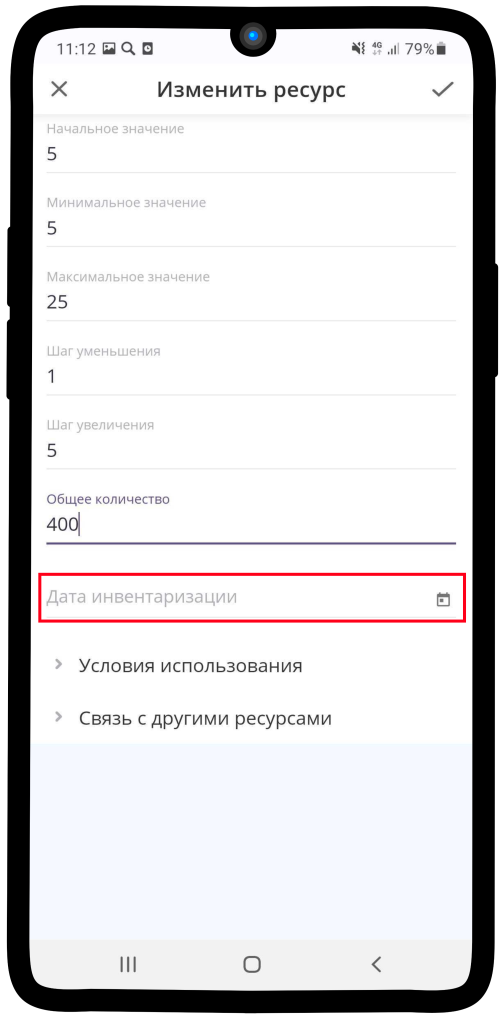 11:12 4G 79%
Изменить ресурс
Начальное значение
5
Минимальное значение
5
Максимальное значение
25
Шаг уменьшения
1
Шаг увеличения
5
Общее количество
400
Дата инвентаризации
Условия использования
Связь с другими ресурсами